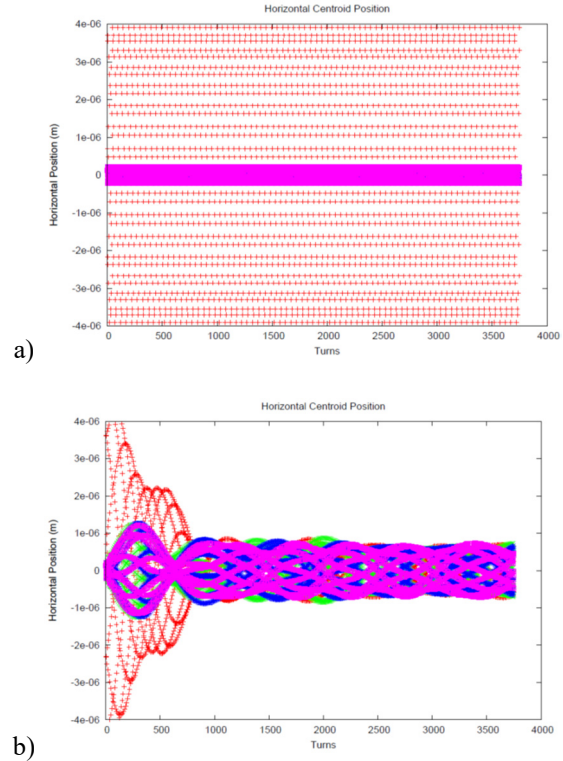 Horizontal Centroid Position
4e-06
3e-06
2e-06
1e-06
0
-1e-06
-2e-06
-3e-06
-4e-06
Horizontal Position (m)
0 500 1000 1500 2000 2500 3000 3500 4000
Turns
a)
Horizontal Centroid Position
4e-06
3e-06
2e-06
1e-06
0
-1e-06
-2e-06
-3e-06
-4e-06
Horizontal Position (m)
0 500 1000 1500 2000 2500 3000 3500 4000
Turns
b)